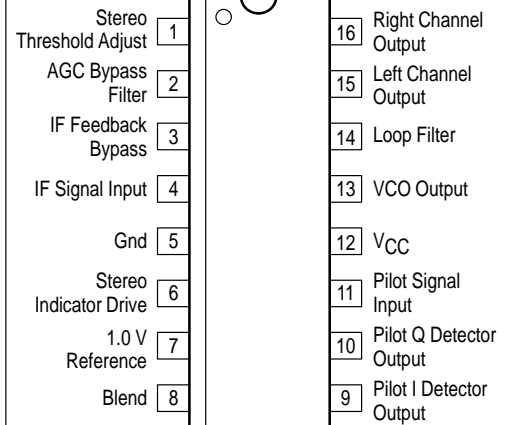 Stereo
Threshold Adjust 1
AGC Bypass
Filter 2
IF Feedback
Bypass 3
IF Signal Input 4
Gnd 5
Stereo
Indicator Drive 6
1.0 V
Reference 7
Blend 8
16 Right Channel
Output
15 Left Channel
Output
14 Loop Filter
13 VCO Output
12 VCC
11 Pilot Signal
Input
10 Pilot Q Detector
Output
9 Pilot I Detector
Output